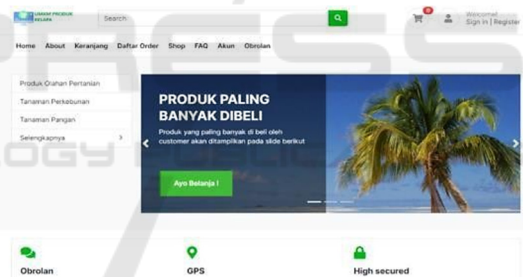 Search
0
Welcome!
Sign in | Register
Home About Keranjang Daftar Order Shop FAQ Akun Obrolan
Produk Olahan Pertanian
Tanaman Perkebunan
Tanaman Pangan
Selengkapnya
PRODUK PALING
BANYAK DIBELI
Produk yang paling banyak di beli oleh
customer akan ditampilkan pada slide berikut
Ayo Belanja !
Obrolan
GPS
High secured